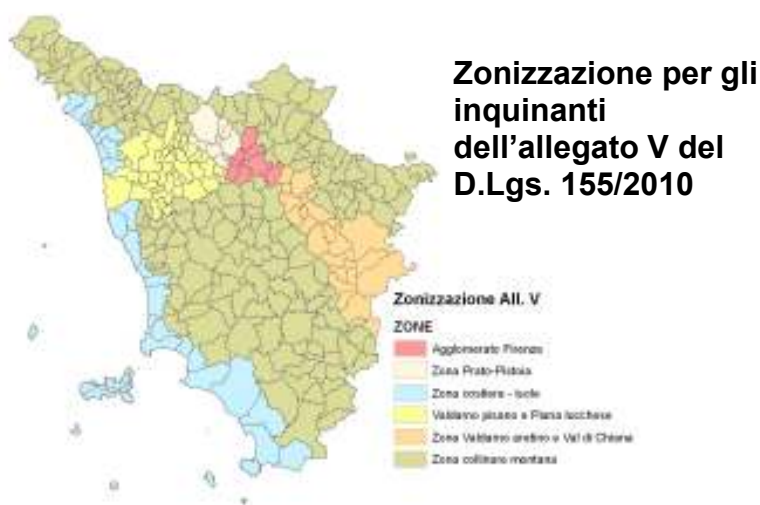 Zonizzazione per gli
inquinanti
dell'allegato V del
D.Lgs. 155/2010
Zonizzazione All. V
ZONE
Agglomerato Firenze
Zona Prato-Pistoia
Zona costiera - isole
Valdarno pisano e Piana lucchese
Zona Valdarno aretino e Val di Chiana
Zona collinare montana